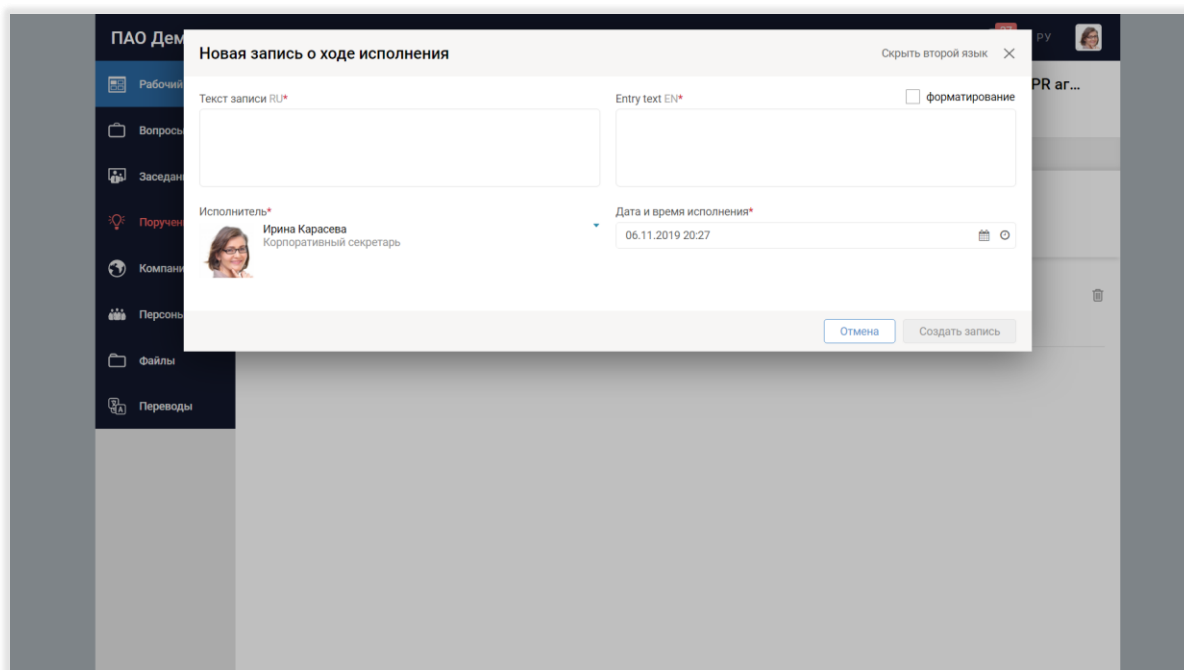 ПАО Дем
РУ
Новая запись о ходе исполнения
Скрыть второй язык
Рабочий
PR аг...
Текст записи RU*
Entry text EN*
форматирование
Вопросы
Заседан
Поручен
Исполнитель*
Дата и время исполнения*
Ирина Карасева
06.11.2019 20:27
Корпоративный секретарь
Компани
Персонь
Отмена
Создать запись
Файлы
Переводы